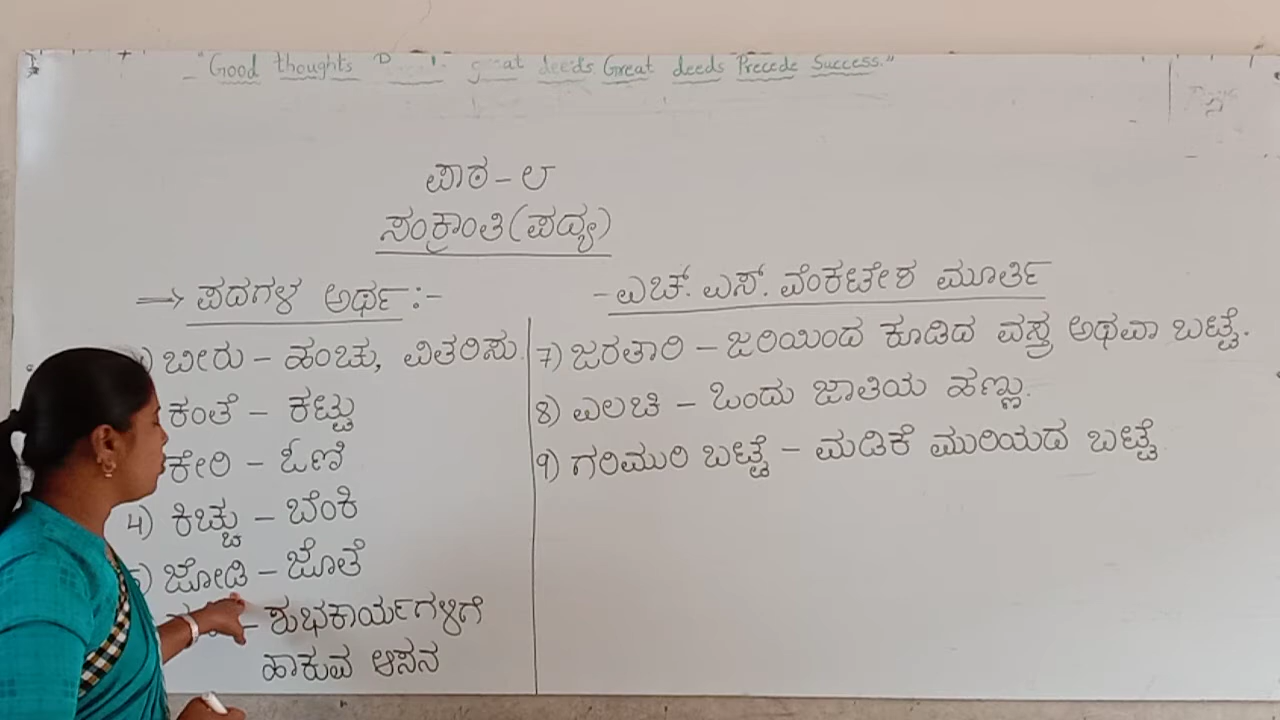 "Good thoughts great deeds Great deeds Precede Success."
ಪಾಠ - ೮
ಸಂಕ್ರಾಂತಿ (ಪದ್ಯ)
- ಎಚ್. ಎಸ್. ವೆಂಕಟೇಶ ಮೂರ್ತಿ
→ ಪದಗಳ ಅರ್ಥ :-
) ಬೀರು - ಹಂಚು, ವಿತರಿಸು.
ಕಂತೆ - ಕಟ್ಟು
ಕೇರಿ - ಓಣಿ
4) ಕಿಚ್ಚು - ಬೆಂಕಿ
) ಜೋಡಿ - ಜೊತೆ
- ಶುಭಕಾರ್ಯಗಳಿಗೆ
ಹಾಕುವ ಆಸನ
7) ಜರತಾರಿ - ಜರಿಯಿಂದ ಕೂಡಿದ ವಸ್ತ್ರ ಅಥವಾ ಬಟ್ಟೆ.
8) ಎಲಚಿ - ಒಂದು ಜಾತಿಯ ಹಣ್ಣು.
9) ಗರಿಮುರಿ ಬಟ್ಟೆ - ಮಡಿಕೆ ಮುರಿಯದ ಬಟ್ಟೆ